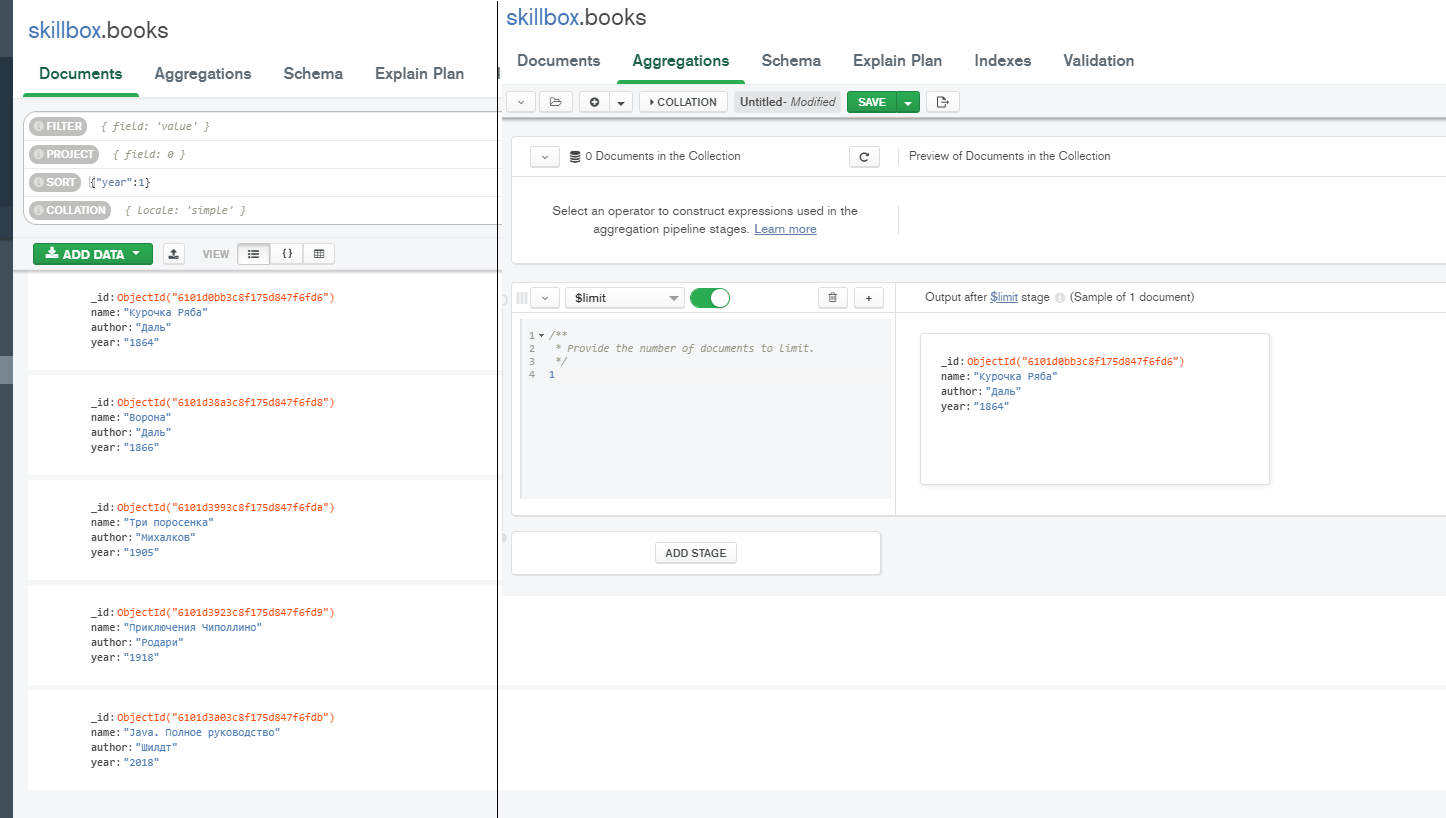 skillbox.books
Documents Aggregations Schema Explain Plan
FILTER { field: 'value' }
PROJECT { field: 0 }
SORT {"year":1}
COLLATION { locale: 'simple' }
ADD DATA VIEW { }
_id: ObjectId("6101d0bb3c8f175d847f6fd6")
name: "Курочка Ряба"
author: "Даль"
year: "1864"
_id: ObjectId("6101d38a3c8f175d847f6fd8")
name: "Ворона"
author: "Даль"
year: "1866"
_id: ObjectId("6101d3993c8f175d847f6fda")
name: "Три поросенка"
author: "Михалков"
year: "1905"
_id: ObjectId("6101d3923c8f175d847f6fd9")
name: "Приключения Чиполлино"
author: "Родари"
year: "1918"
_id: ObjectId("6101d3a03c8f175d847f6fdb")
name: "Java. Полное руководство"
author: "Шилдт"
year: "2018"
skillbox.books
Documents Aggregations Schema Explain Plan Indexes Validation
COLLATION Untitled- Modified SAVE
0 Documents in the Collection Preview of Documents in the Collection
Select an operator to construct expressions used in the
aggregation pipeline stages. Learn more
$limit + Output after $limit stage (Sample of 1 document)
1 /**
2 * Provide the number of documents to limit.
3 */
4 1
_id: ObjectId("6101d0bb3c8f175d847f6fd6")
name: "Курочка Ряба"
author: "Даль"
year: "1864"
ADD STAGE